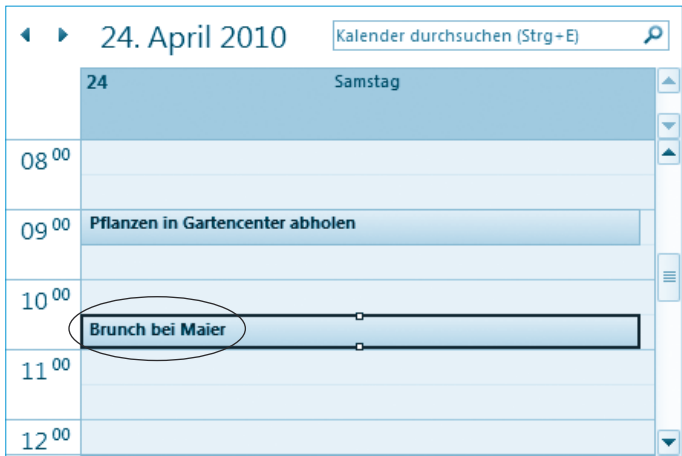 24. April 2010
Kalender durchsuchen (Strg+E)
24 Samstag
08 00
09 00 Pflanzen in Gartencenter abholen
10 00
Brunch bei Maier
11 00
12 00